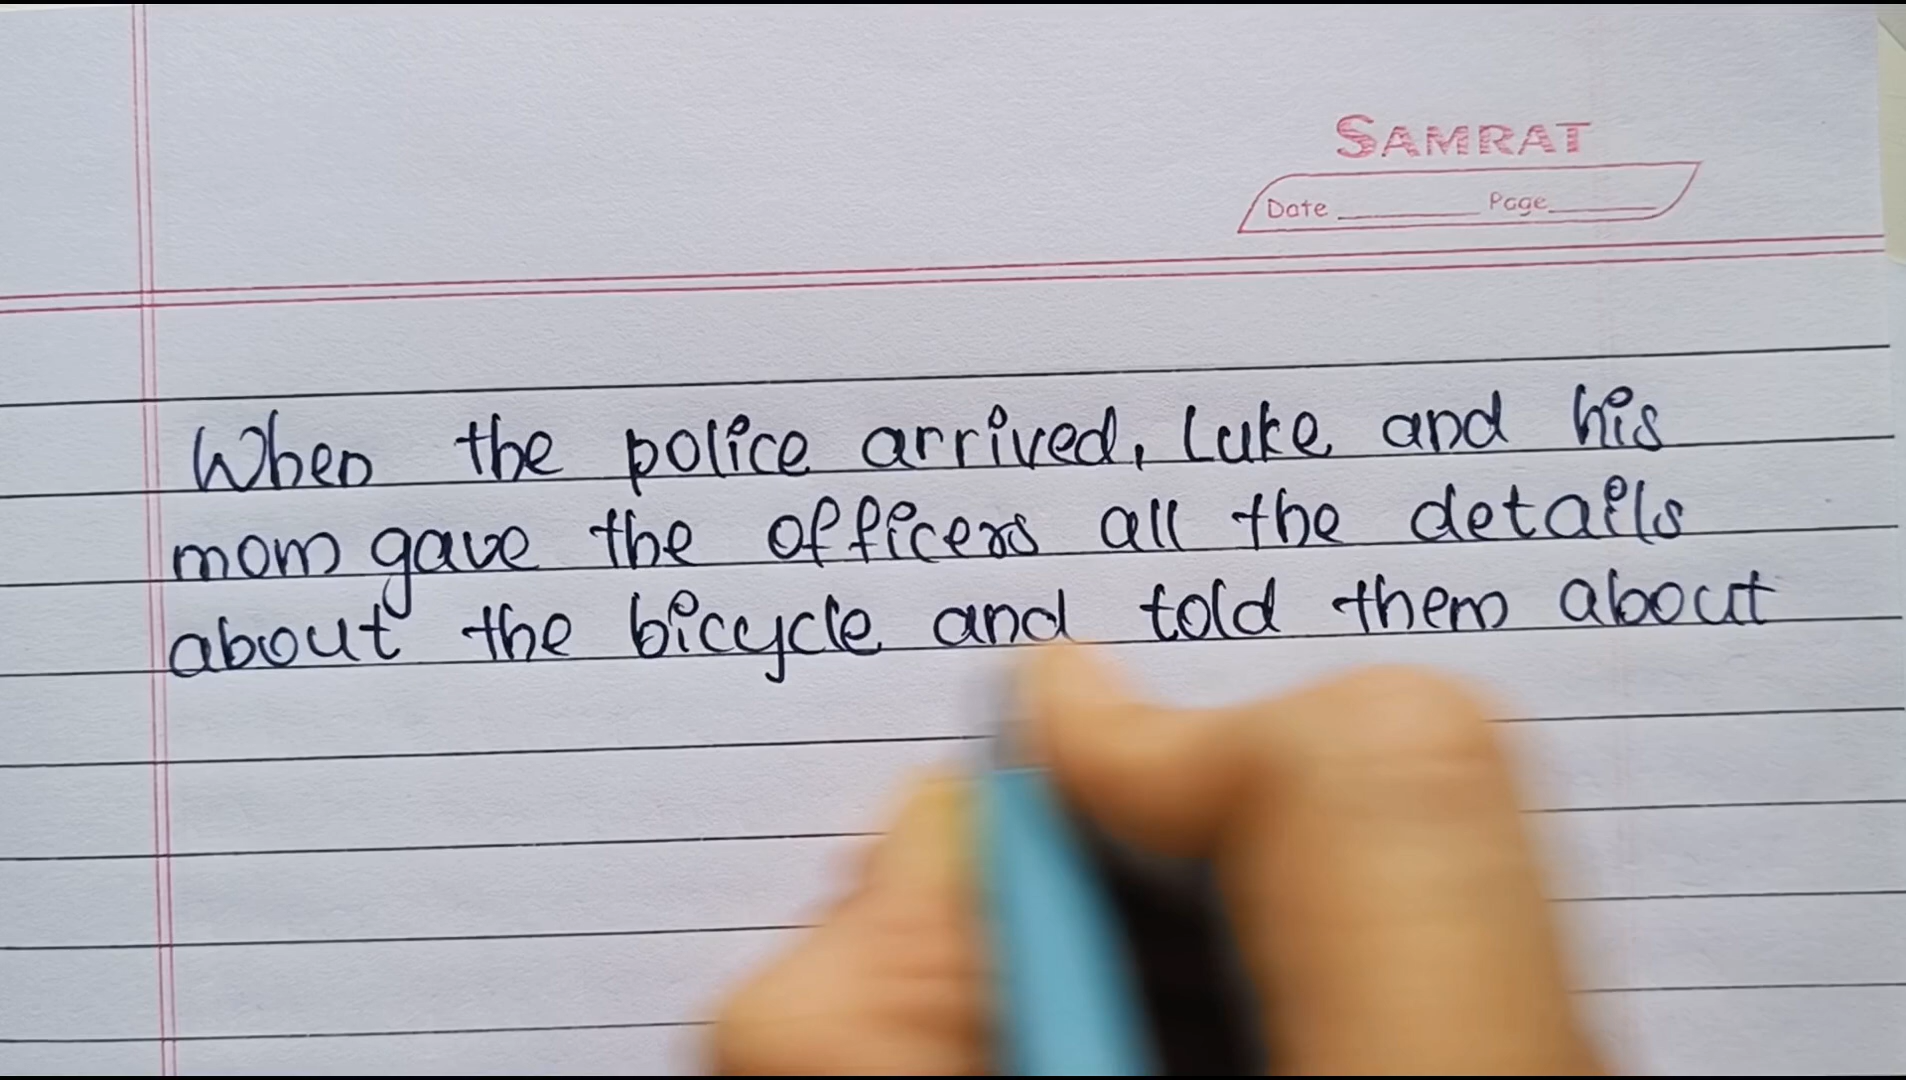 SAMRAT
Date Page
When the police arrived, Luke and his
mom gave the officers all the details
about the bicycle and told them about